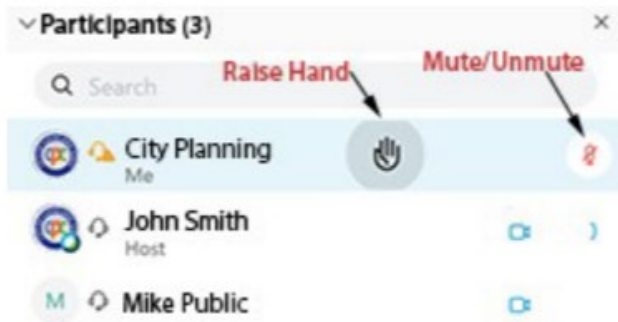 Participants (3)
Search
Raise Hand
Mute/Unmute
City Planning
Me
John Smith
Host
M Mike Public